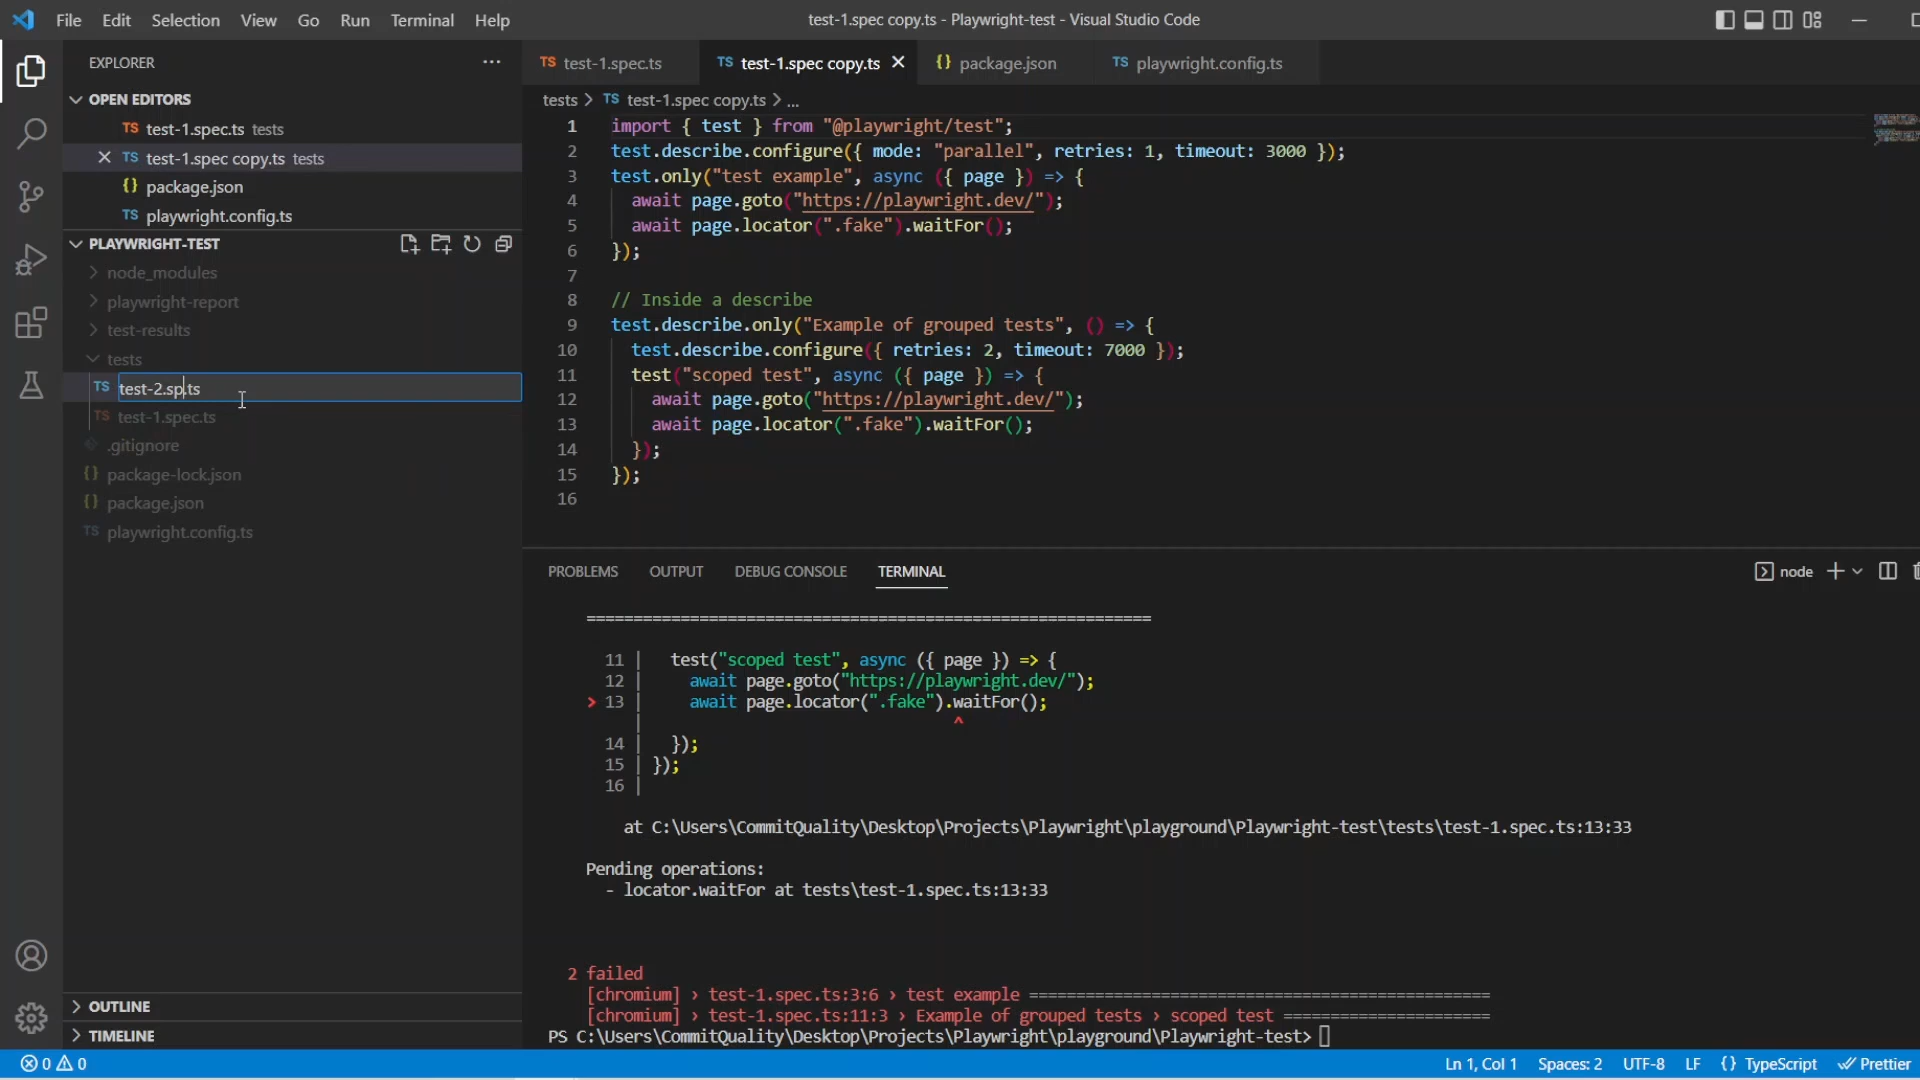 File Edit Selection View Go Run Terminal Help
test-1.spec copy.ts - Playwright-test - Visual Studio Code
EXPLORER
OPEN EDITORS
TS test-1.spec.ts tests
TS test-1.spec copy.ts tests
{} package.json
TS playwright.config.ts
PLAYWRIGHT-TEST
node_modules
playwright-report
test-results
tests
TS test-2.sp.ts
TS test-1.spec.ts
.gitignore
{} package-lock.json
{} package.json
TS playwright.config.ts
OUTLINE
TIMELINE
TS test-1.spec.ts TS test-1.spec copy.ts {} package.json TS playwright.config.ts
tests > TS test-1.spec copy.ts > ...
1 import { test } from "@playwright/test";
2 test.describe.configure({ mode: "parallel", retries: 1, timeout: 3000 });
3 test.only("test example", async ({ page }) => {
4 await page.goto("https://playwright.dev/");
5 await page.locator(".fake").waitFor();
6 });
7
8 // Inside a describe
9 test.describe.only("Example of grouped tests", () => {
10 test.describe.configure({ retries: 2, timeout: 7000 });
11 test("scoped test", async ({ page }) => {
12 await page.goto("https://playwright.dev/");
13 await page.locator(".fake").waitFor();
14 });
15 });
16
PROBLEMS OUTPUT DEBUG CONSOLE TERMINAL
node
============================================================
11 | test("scoped test", async ({ page }) => {
12 | await page.goto("https://playwright.dev/");
> 13 | await page.locator(".fake").waitFor();
| ^
14 | });
15 | });
16 |
at C:\Users\CommitQuality\Desktop\Projects\Playwright\playground\Playwright-test\tests\test-1.spec.ts:13:33
Pending operations:
- locator.waitFor at tests\test-1.spec.ts:13:33
2 failed
[chromium] › test-1.spec.ts:3:6 › test example =================================================
[chromium] › test-1.spec.ts:11:3 › Example of grouped tests › scoped test ======================
PS C:\Users\CommitQuality\Desktop\Projects\Playwright\playground\Playwright-test>
0 0
Ln 1, Col 1 Spaces: 2 UTF-8 LF {} TypeScript Prettier